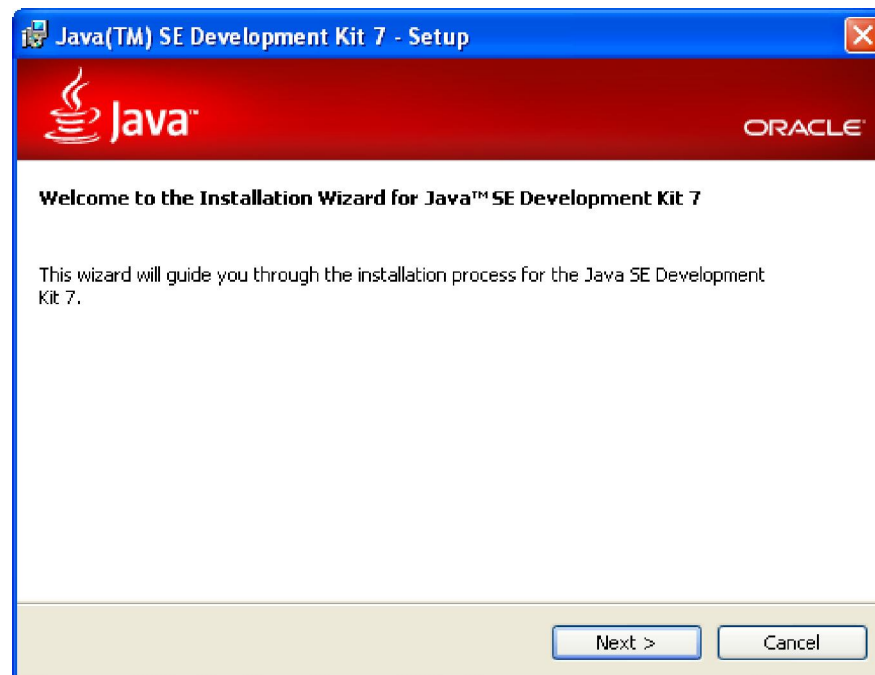 Java(TM) SE Development Kit 7 - Setup
Java™
ORACLE®
Welcome to the Installation Wizard for Java™ SE Development Kit 7
This wizard will guide you through the installation process for the Java SE Development
Kit 7.
Next >
Cancel